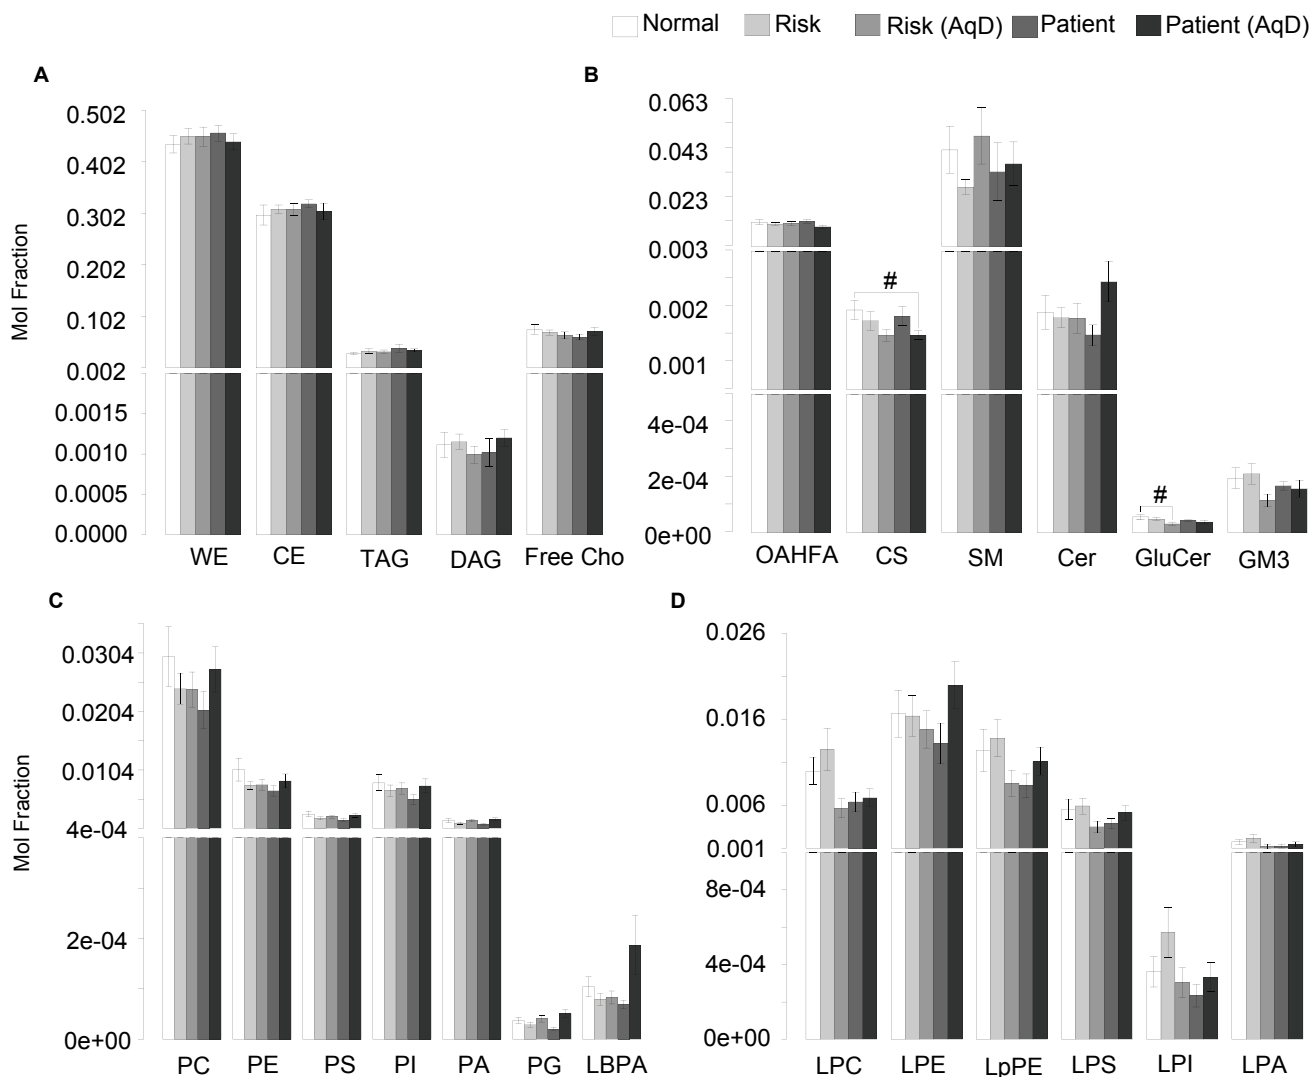 Normal Risk Risk (AqD) Patient Patient (AqD)
A
0.502
0.402
0.302
0.202
0.102
0.002
0.0015
0.0010
0.0005
0.0000
Mol Fraction
WE CE TAG DAG Free Cho
B
0.063
0.043
0.023
0.003
0.002
0.001
4e-04
2e-04
0e+00
#
#
OAHFA CS SM Cer GluCer GM3
C
0.0304
0.0204
0.0104
4e-04
2e-04
0e+00
Mol Fraction
PC PE PS PI PA PG LBPA
D
0.026
0.016
0.006
0.001
8e-04
4e-04
0e+00
LPC LPE LpPE LPS LPI LPA